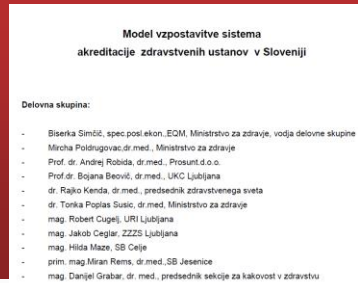 Model vzpostavitve sistema
akreditacije zdravstvenih ustanov v Sloveniji
Delovna skupina:
- Biserka Simčič, spec.posl.ekon.,EQM, Ministrstvo za zdravje, vodja delovne skupine
- Mircha Poldrugovac,dr.med., Ministrstvo za zdravje
- Prof. dr. Andrej Robida, dr.med., Prosunt.d.o.o.
- Prof.dr. Bojana Beovič, dr.med., UKC Ljubljana
- dr. Rajko Kenda, dr.med., predsednik zdravstvenega sveta
- dr. Tonka Poplas Susic, dr.med, Ministrstvo za zdravje
- mag. Robert Cugelj, URI Ljubljana
- mag. Jakob Ceglar, ZZZS Ljubljana
- mag. Hilda Maze, SB Celje
- prim. mag.Miran Rems, dr.med.,SB Jesenice
- mag. Danijel Grabar, dr. med., predsednik sekcije za kakovost v zdravstvu